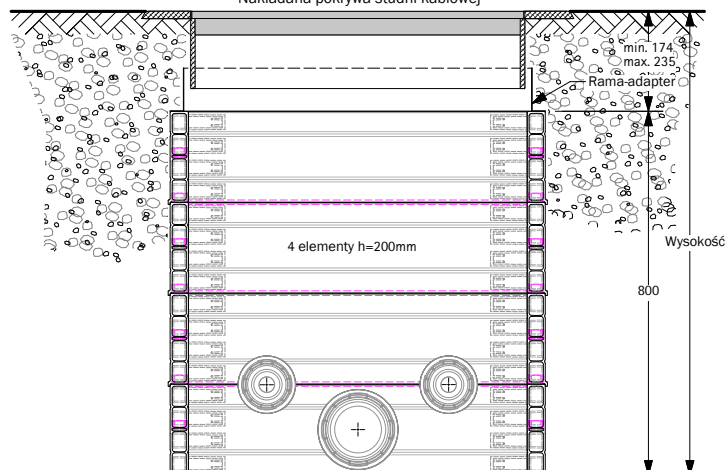 Nakładana pokrywa studni kablowej
min. 174
max. 235
Rama-adapter
Wysokość
4 elementy h=200mm
800